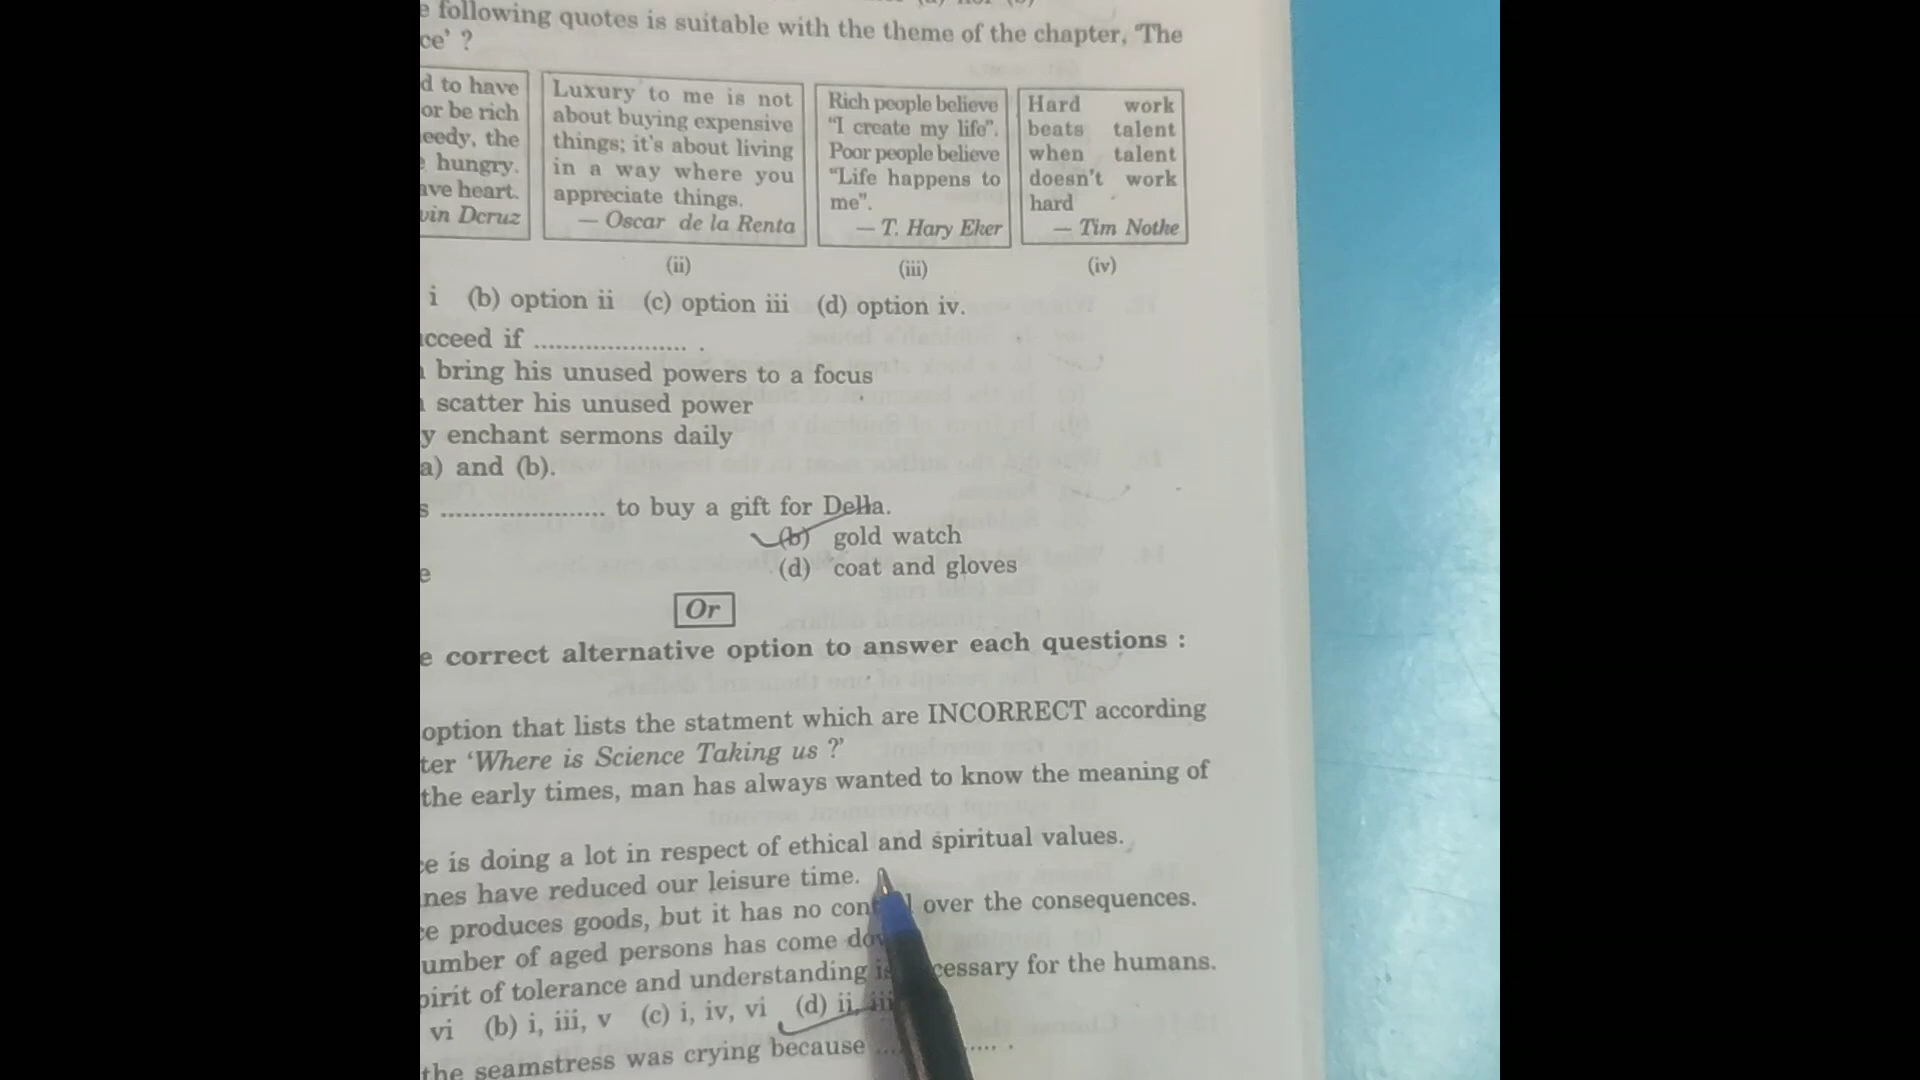 following quotes is suitable with the theme of the chapter, 'The
ce' ?
d to have
or be rich
eedy, the
hungry.
ave heart.
vin Dcruz
Luxury to me is not
about buying expensive
things; it's about living
in a way where you
appreciate things.
— Oscar de la Renta
(ii)
Rich people believe
"I create my life".
Poor people believe
"Life happens to
me".
— T. Hary Eker
(iii)
Hard work
beats talent
when talent
doesn't work
hard
— Tim Nothe
(iv)
i (b) option ii (c) option iii (d) option iv.
cceed if ..................... .
bring his unused powers to a focus
scatter his unused power
y enchant sermons daily
a) and (b).
s ...................... to buy a gift for Della.
(b) gold watch
e (d) coat and gloves
Or
e correct alternative option to answer each questions :
option that lists the statment which are INCORRECT according
ter 'Where is Science Taking us ?'
the early times, man has always wanted to know the meaning of
ce is doing a lot in respect of ethical and spiritual values.
nes have reduced our leisure time.
ce produces goods, but it has no over the consequences.
umber of aged persons has come
pirit of tolerance and understanding for the humans.
vi (b) i, iii, v (c) i, iv, vi (d) ii, iii
the seamstress was crying because .... .